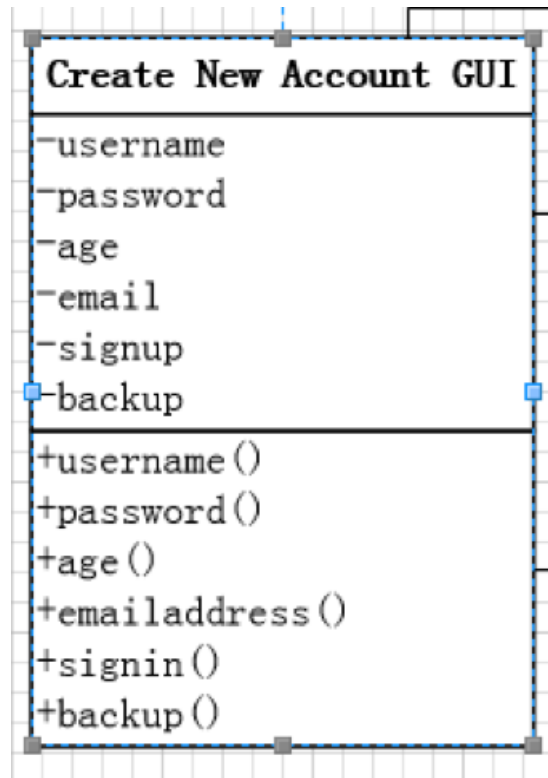 Create New Account GUI
-username
-password
-age
-email
-signup
-backup
+username()
+password()
+age()
+emailaddress()
+signin()
+backup()